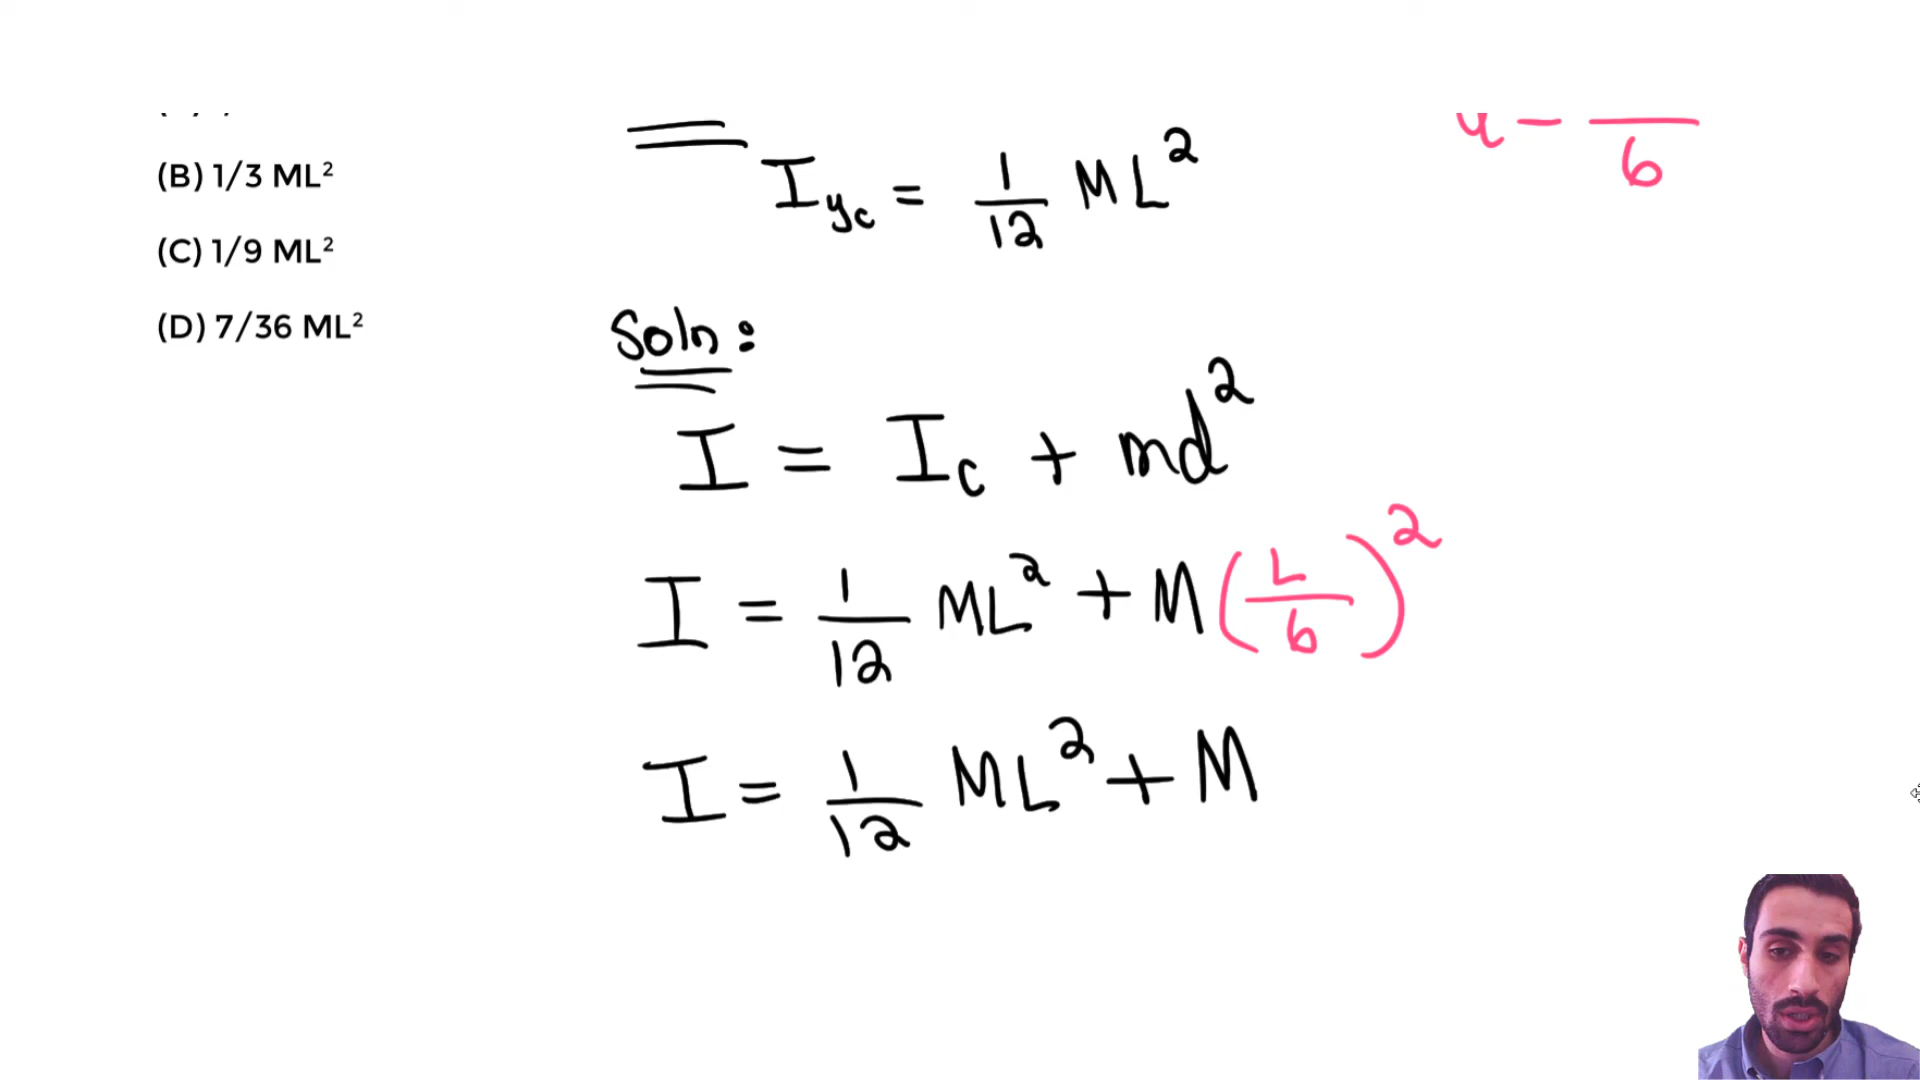 (B) 1/3 ML²
(C) 1/9 ML²
(D) 7/36 ML²
I_yc = 1/12 ML²
6
Soln:
I = I_c + md²
I = 1/12 ML² + M(L/6)²
I = 1/12 ML² + M